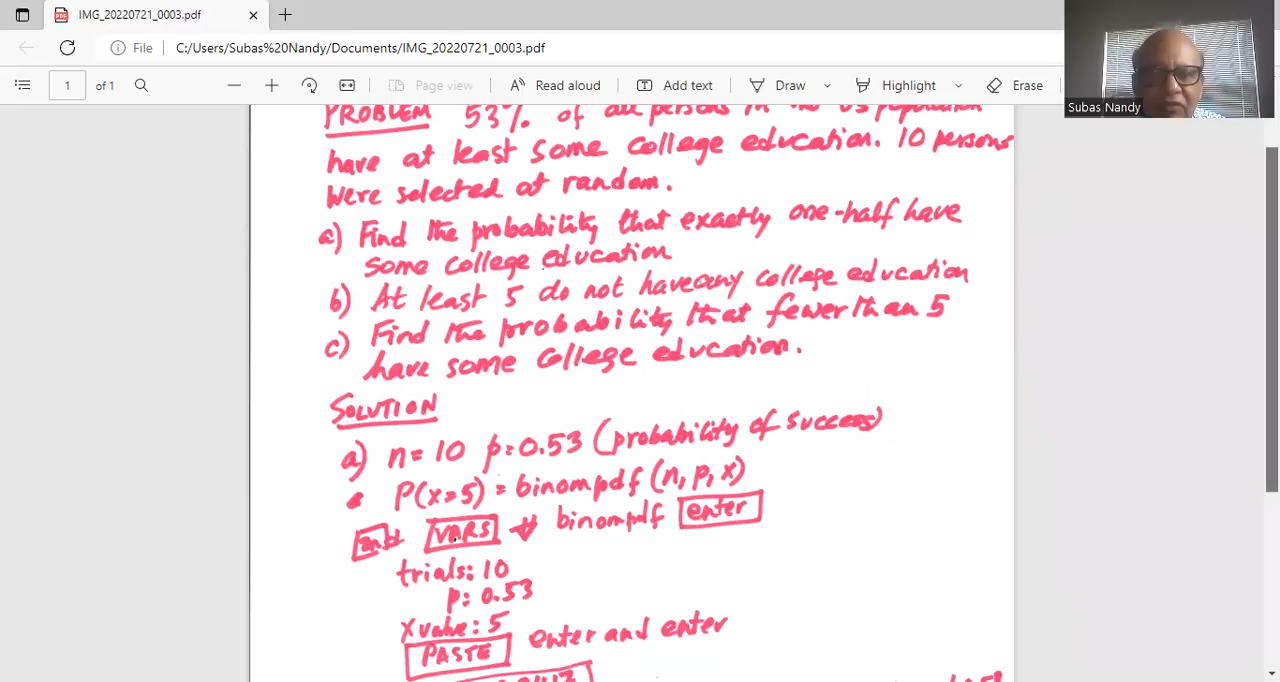 IMG_20220721_0003.pdf
File
C:/Users/Subas%20Nandy/Documents/IMG_20220721_0003.pdf
1 of 1
Page view
Read aloud
Add text
Draw
Highlight
Erase
Subas Nandy
PROBLEM 53% of all persons in the US population
have at least some college education. 10 persons
were selected at random.
a) Find the probability that exactly one-half have
some college education
b) At least 5 do not have any college education
c) Find the probability that fewer than 5
have some college education.
SOLUTION
a) n = 10 p = 0.53 (probability of success)
P(x=5) = binompdf (n, p, x)
2nd VARS binompdf enter
trials: 10
p: 0.53
x value: 5
PASTE enter and enter